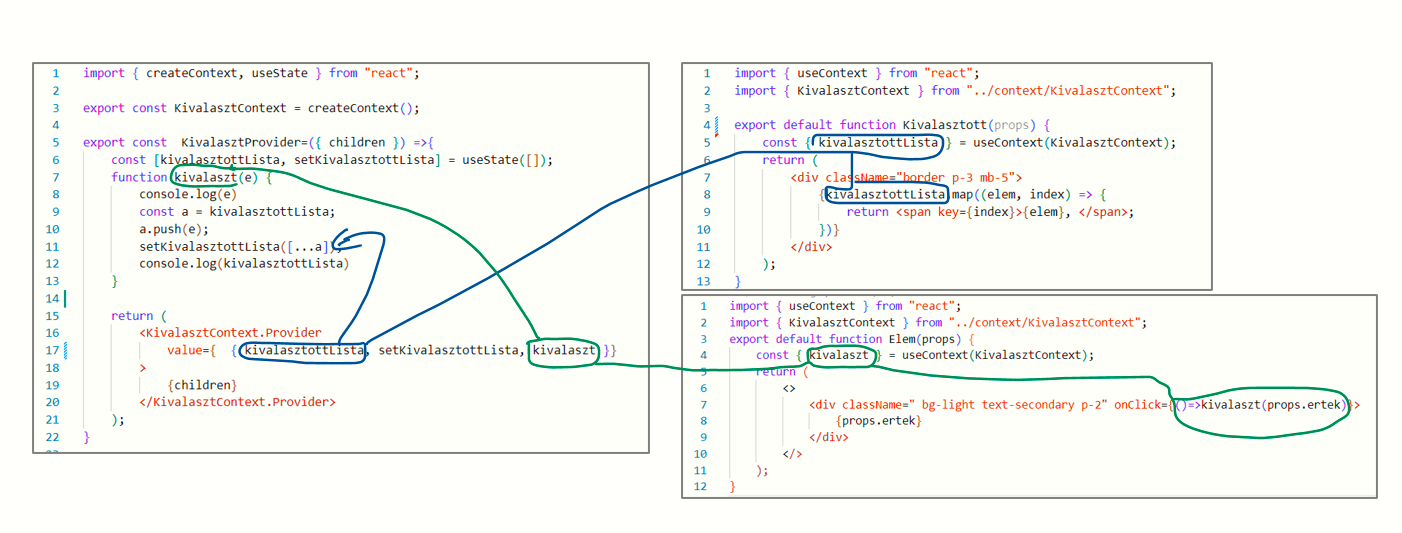 1 import { createContext, useState } from "react";
2
3 export const KivalasztContext = createContext();
4
5 export const  KivalasztProvider=({ children }) =>{
6     const [kivalasztottLista, setKivalasztottLista] = useState([]);
7     function kivalaszt(e) {
8         console.log(e)
9         const a = kivalasztottLista;
10         a.push(e);
11         setKivalasztottLista([...a]);
12         console.log(kivalasztottLista)
13     }
14
15     return (
16         <KivalasztContext.Provider
17             value={  { kivalasztottLista, setKivalasztottLista, kivalaszt }}
18         >
19             {children}
20         </KivalasztContext.Provider>
21     );
22 }
1 import { useContext } from "react";
2 import { KivalasztContext } from "../context/KivalasztContext";
3
4 export default function Kivalasztott(props) {
5     const { kivalasztottLista } = useContext(KivalasztContext);
6     return (
7         <div className="border p-3 mb-5">
8             {kivalasztottLista.map((elem, index) => {
9                 return <span key={index}>{elem}, </span>;
10             })}
11         </div>
12     );
13 }
1 import { useContext } from "react";
2 import { KivalasztContext } from "../context/KivalasztContext";
3 export default function Elem(props) {
4     const { kivalaszt } = useContext(KivalasztContext);
5     return (
6         <>
7             <div className=" bg-light text-secondary p-2" onClick={()=>kivalaszt(props.ertek)}>
8                 {props.ertek}
9             </div>
10         </>
11     );
12 }